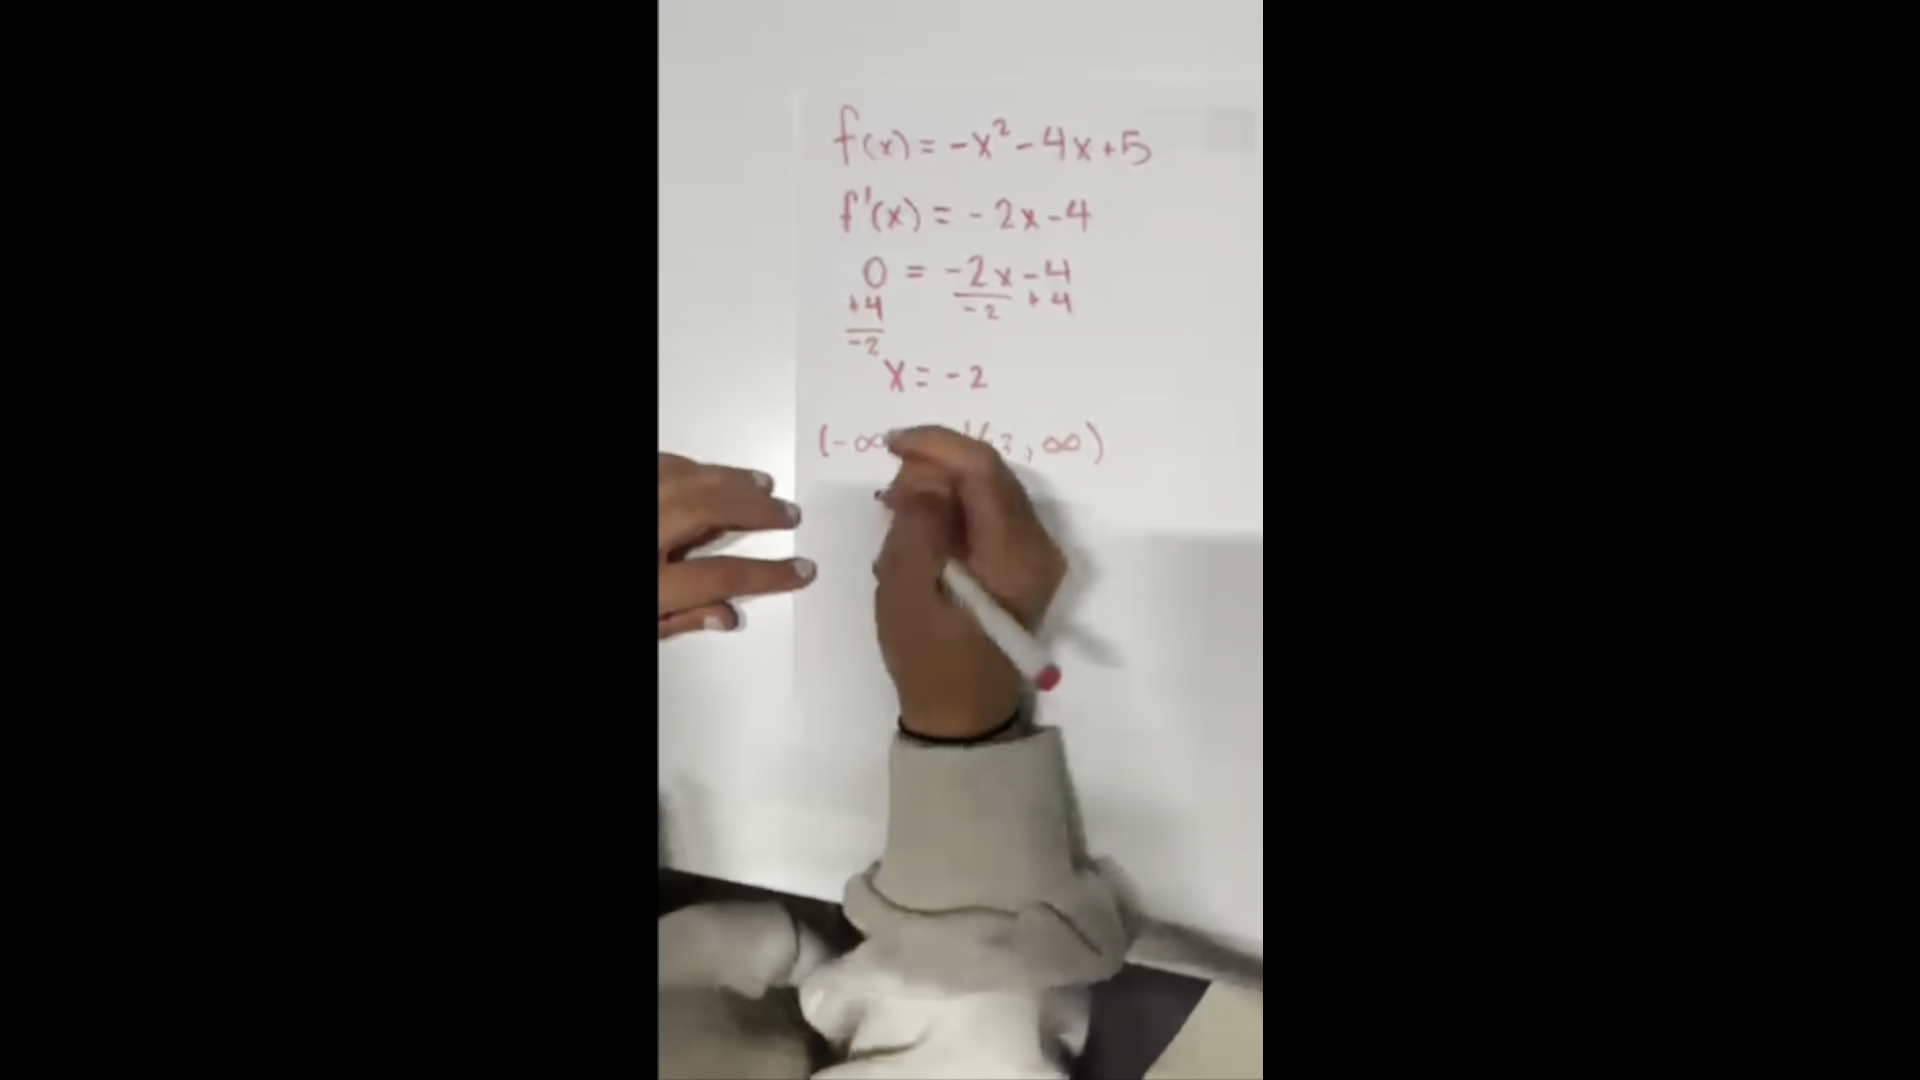 f(x) = -x² - 4x + 5
f'(x) = - 2x - 4
0 = -2x - 4
+4 -2 + 4
-2
x = - 2
(-∞ , ∞)